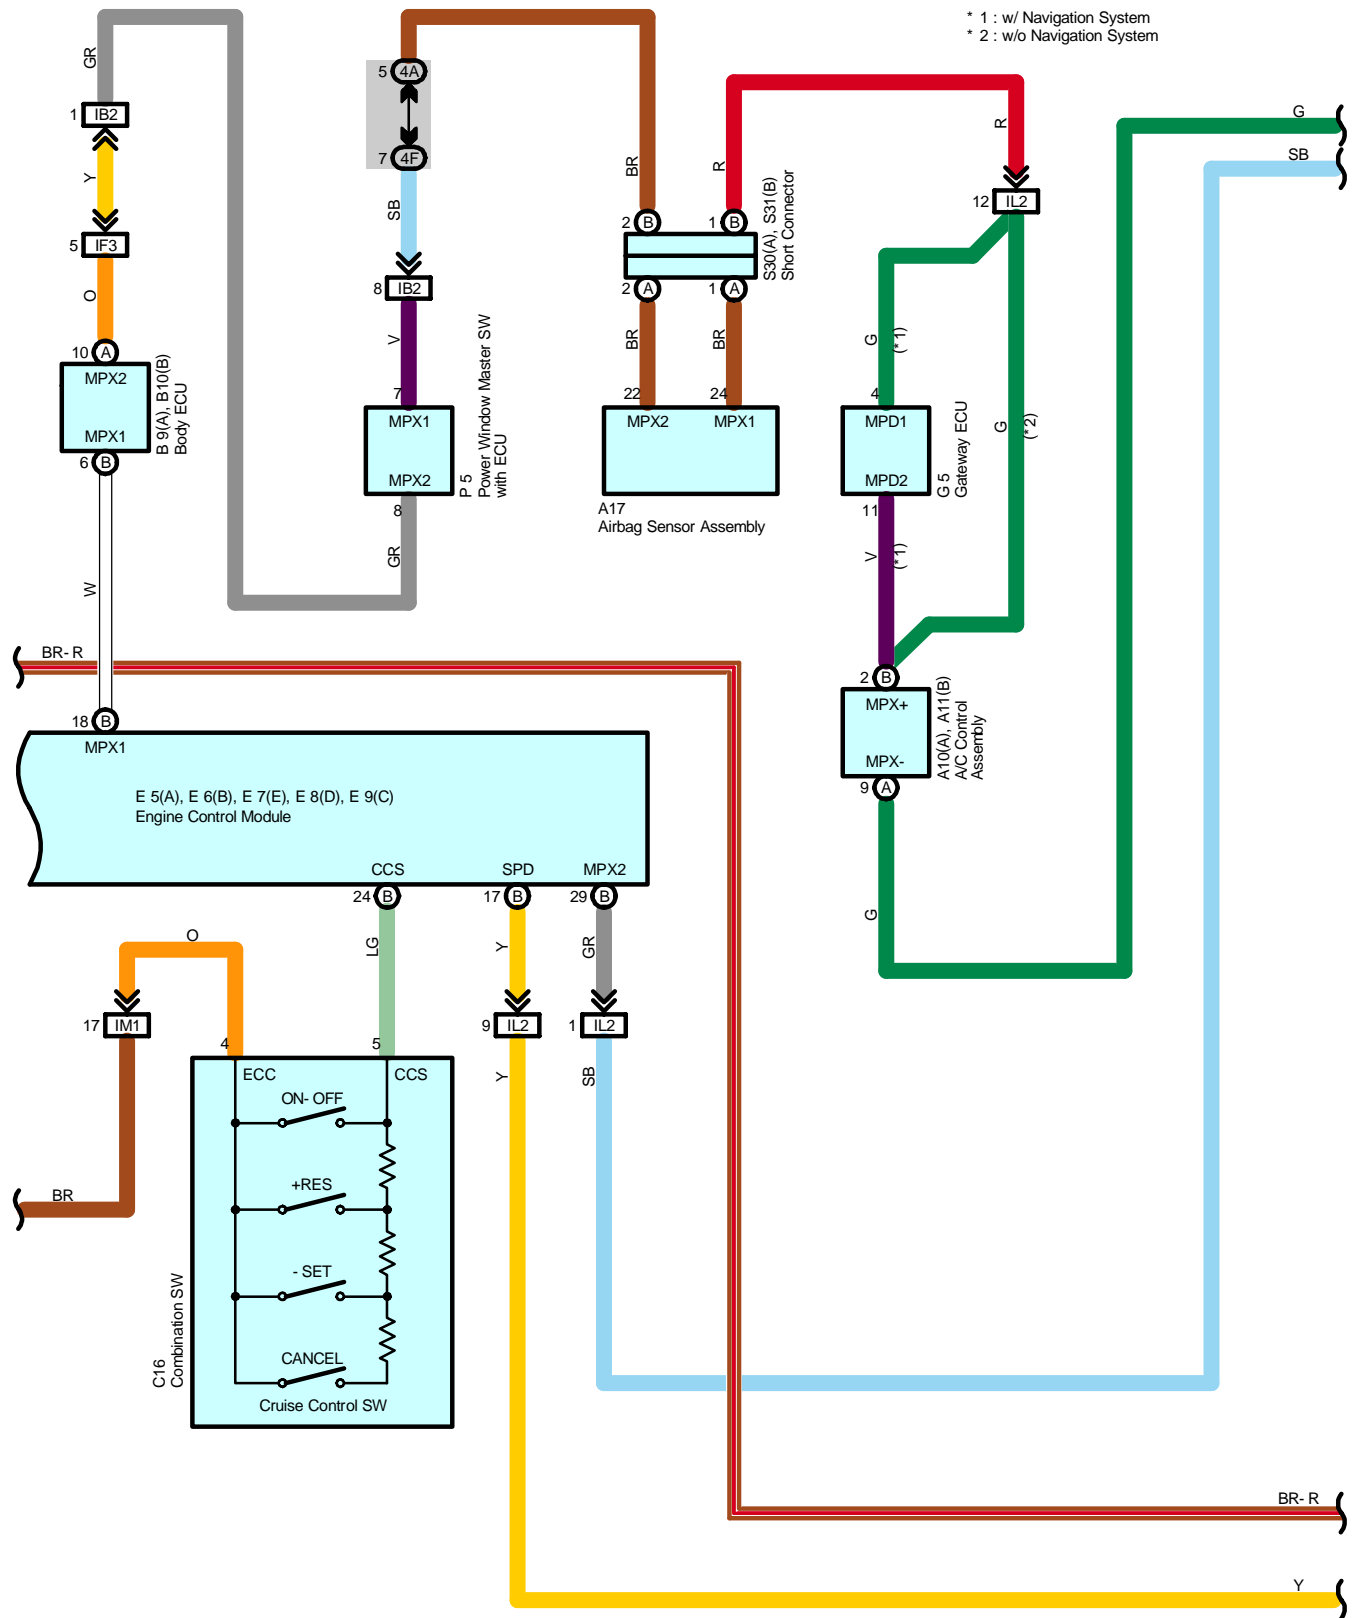 * 1 : w/ Navigation System
* 2 : w/o Navigation System
GR
1 IB2
Y
5 IF3
O
10 A
MPX2
MPX1
B 9(A), B10(B)
Body ECU
6 B
W
5 4A
7 4F
SB
8 IB2
V
7
MPX1
MPX2
P 5
Power Window Master SW
with ECU
8
GR
BR
R
2 B
1 B
S30(A), S31(B)
Short Connector
2 A
1 A
BR
BR
22
24
MPX2
MPX1
A17
Airbag Sensor Assembly
R
12 IL2
G
(*1)
4
MPD1
MPD2
G 5
Gateway ECU
11
V
(*1)
G
(*2)
2 B
MPX+
MPX-
A10(A), A11(B)
A/C Control
Assembly
9 A
G
G
SB
BR-R
18 B
MPX1
E 5(A), E 6(B), E 7(E), E 8(D), E 9(C)
Engine Control Module
CCS
SPD
MPX2
24 B
17 B
29 B
O
LG
Y
GR
17 IM1
9 IL2
1 IL2
4
5
Y
SB
ECC
CCS
ON-OFF
+RES
-SET
CANCEL
Cruise Control SW
C16
Combination SW
BR
BR-R
Y